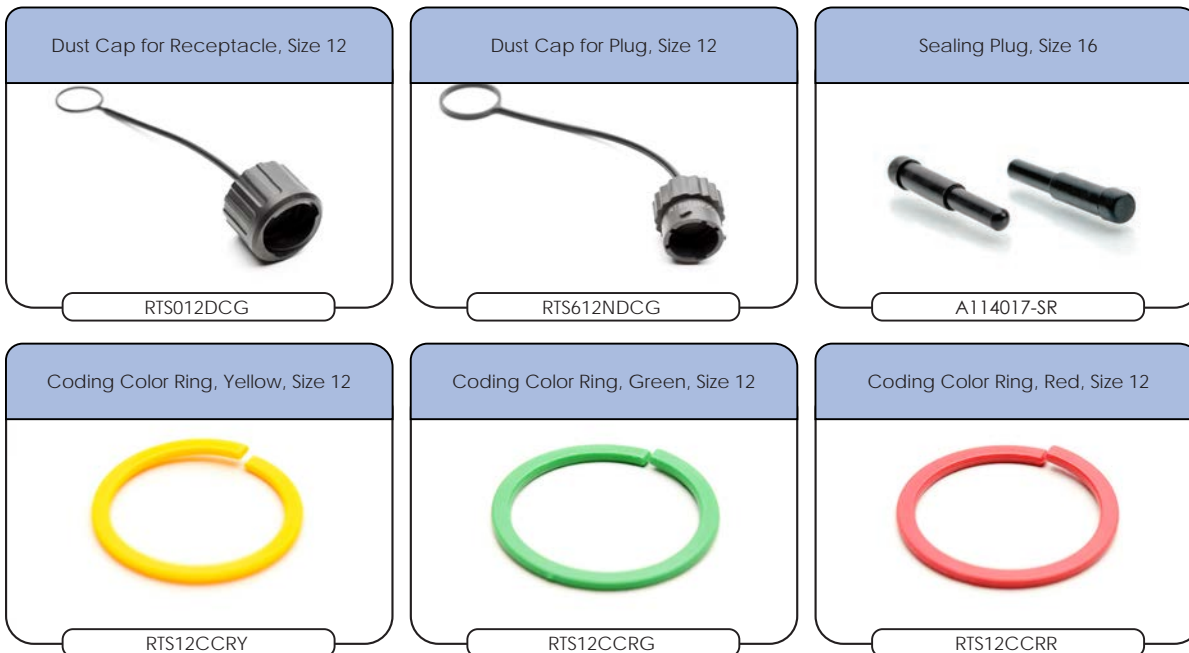 Dust Cap for Receptacle, Size 12
Dust Cap for Plug, Size 12
Sealing Plug, Size 16
RTS012DCG
RTS612NDCG
A114017-SR
Coding Color Ring, Yellow, Size 12
Coding Color Ring, Green, Size 12
Coding Color Ring, Red, Size 12
RTS12CCRY
RTS12CCRG
RTS12CCRR